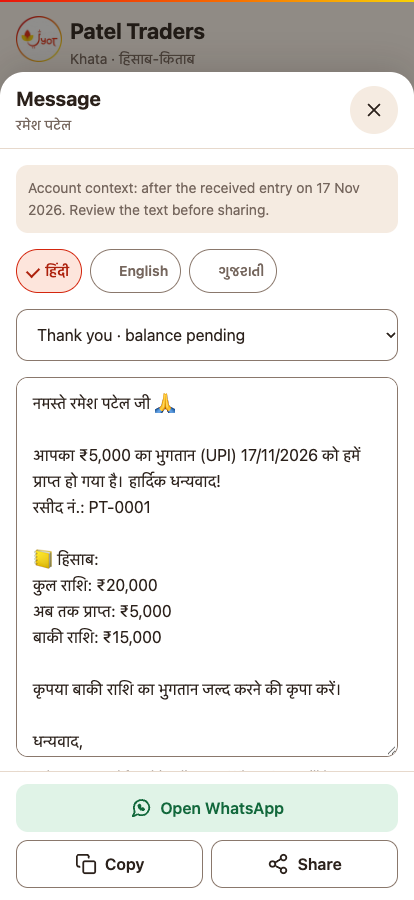 Jyot
Patel Traders
Khata · हिसाब-किताब
Message
रमेश पटेल
Account context: after the received entry on 17 Nov
2026. Review the text before sharing.
हिंदी English ગુજરાતી
Thank you · balance pending
नमस्ते रमेश पटेल जी 🙏
आपका ₹5,000 का भुगतान (UPI) 17/11/2026 को हमें
प्राप्त हो गया है। हार्दिक धन्यवाद!
रसीद नं.: PT-0001
📒 हिसाब:
कुल राशि: ₹20,000
अब तक प्राप्त: ₹5,000
बाकी राशि: ₹15,000
कृपया बाकी राशि का भुगतान जल्द करने की कृपा करें।
धन्यवाद,
Open WhatsApp
Copy Share